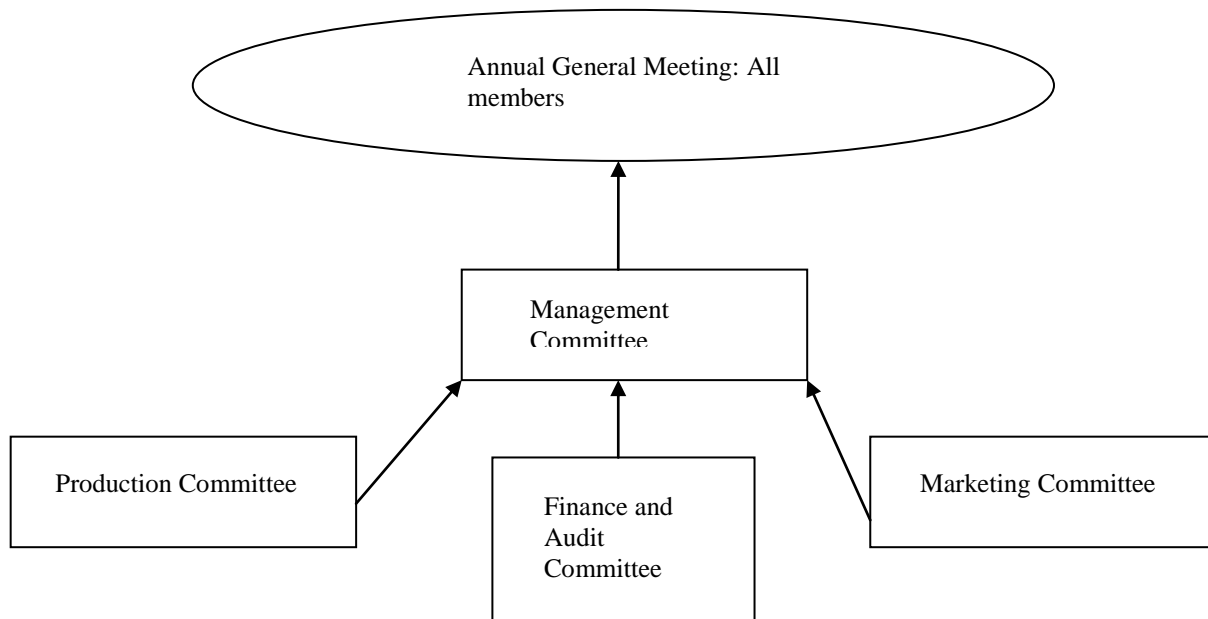 Annual General Meeting: All
members
Management
Committee
Production Committee
Finance and
Audit
Committee
Marketing Committee